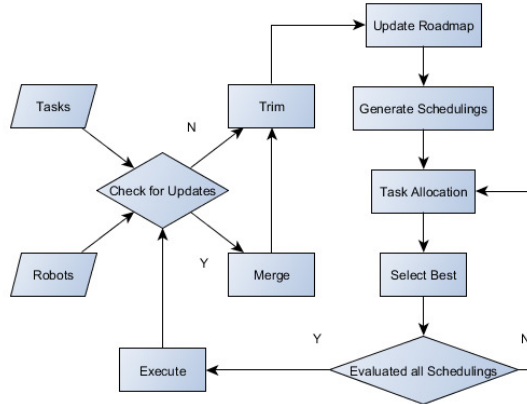 Update Roadmap
Tasks
Trim
Generate Schedulings
N
Check for Updates
Task Allocation
Y
Robots
Merge
Select Best
Y
N
Execute
Evaluated all Schedulings